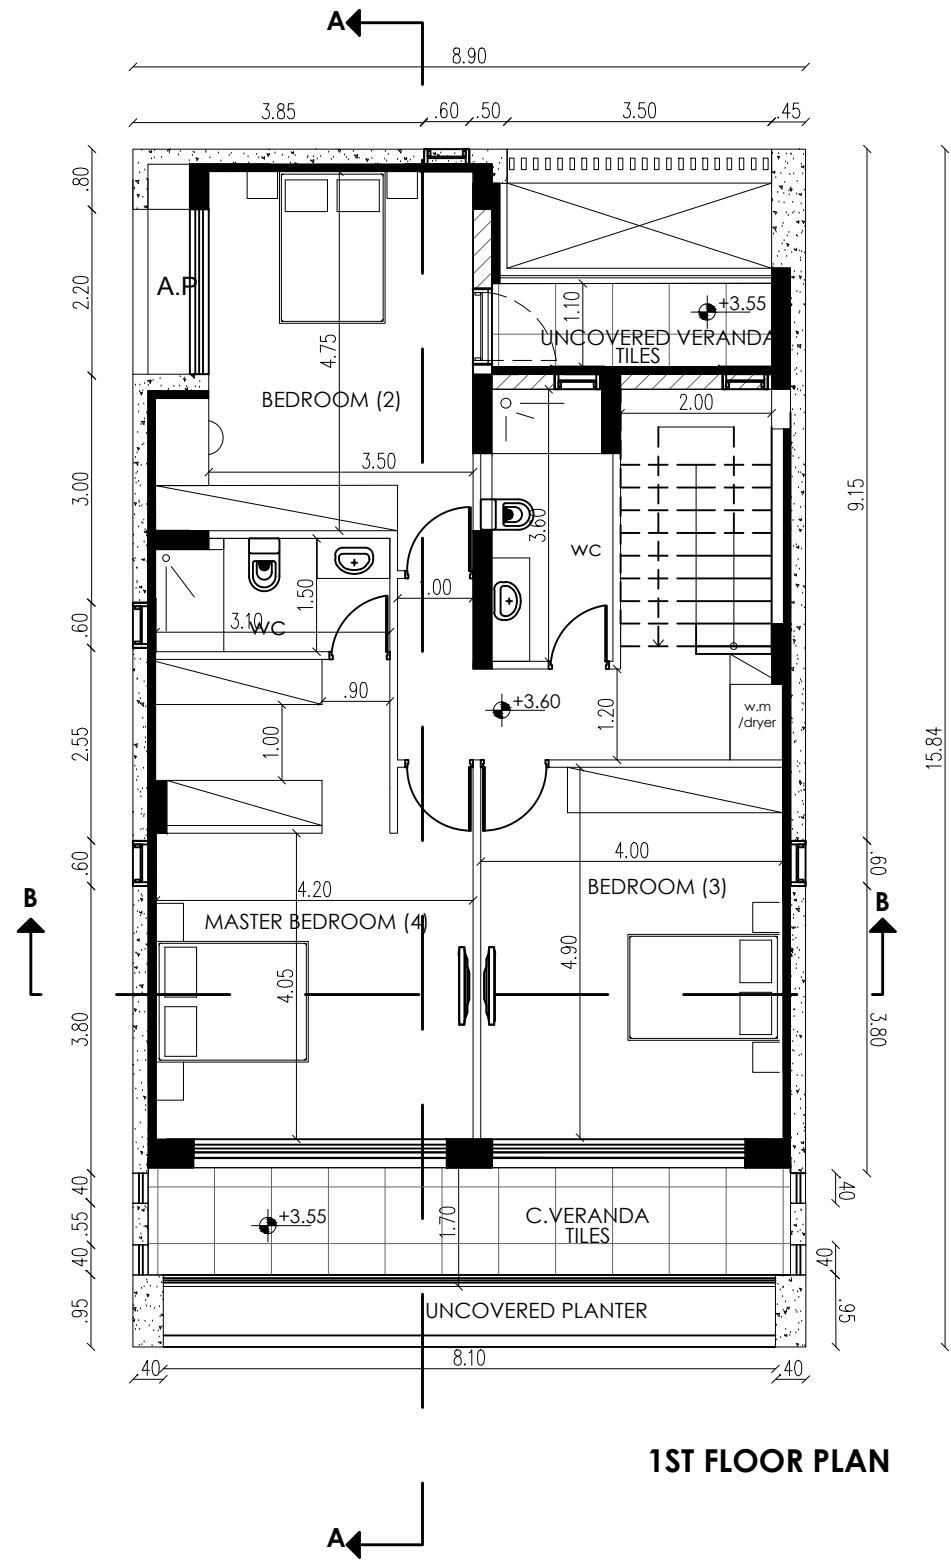 A
8.90
3.85
.60
.50
3.50
.45
.80
2.20
A.P
+3.55
1.10
UNCOVERED VERANDA
TILES
4.75
BEDROOM (2)
2.00
3.50
3.00
9.15
3.60
WC
1.50
.00
.60
3.10
WC
.90
+3.60
1.20
w.m
/dryer
1.00
2.55
15.84
4.00
.60
.60
BEDROOM (3)
4.20
B
B
MASTER BEDROOM (4)
4.90
4.05
3.80
3.80
.40
.40
+3.55
1.70
C.VERANDA
TILES
.55
.40
.40
.95
UNCOVERED PLANTER
.95
8.10
.40
.40
1ST FLOOR PLAN
A